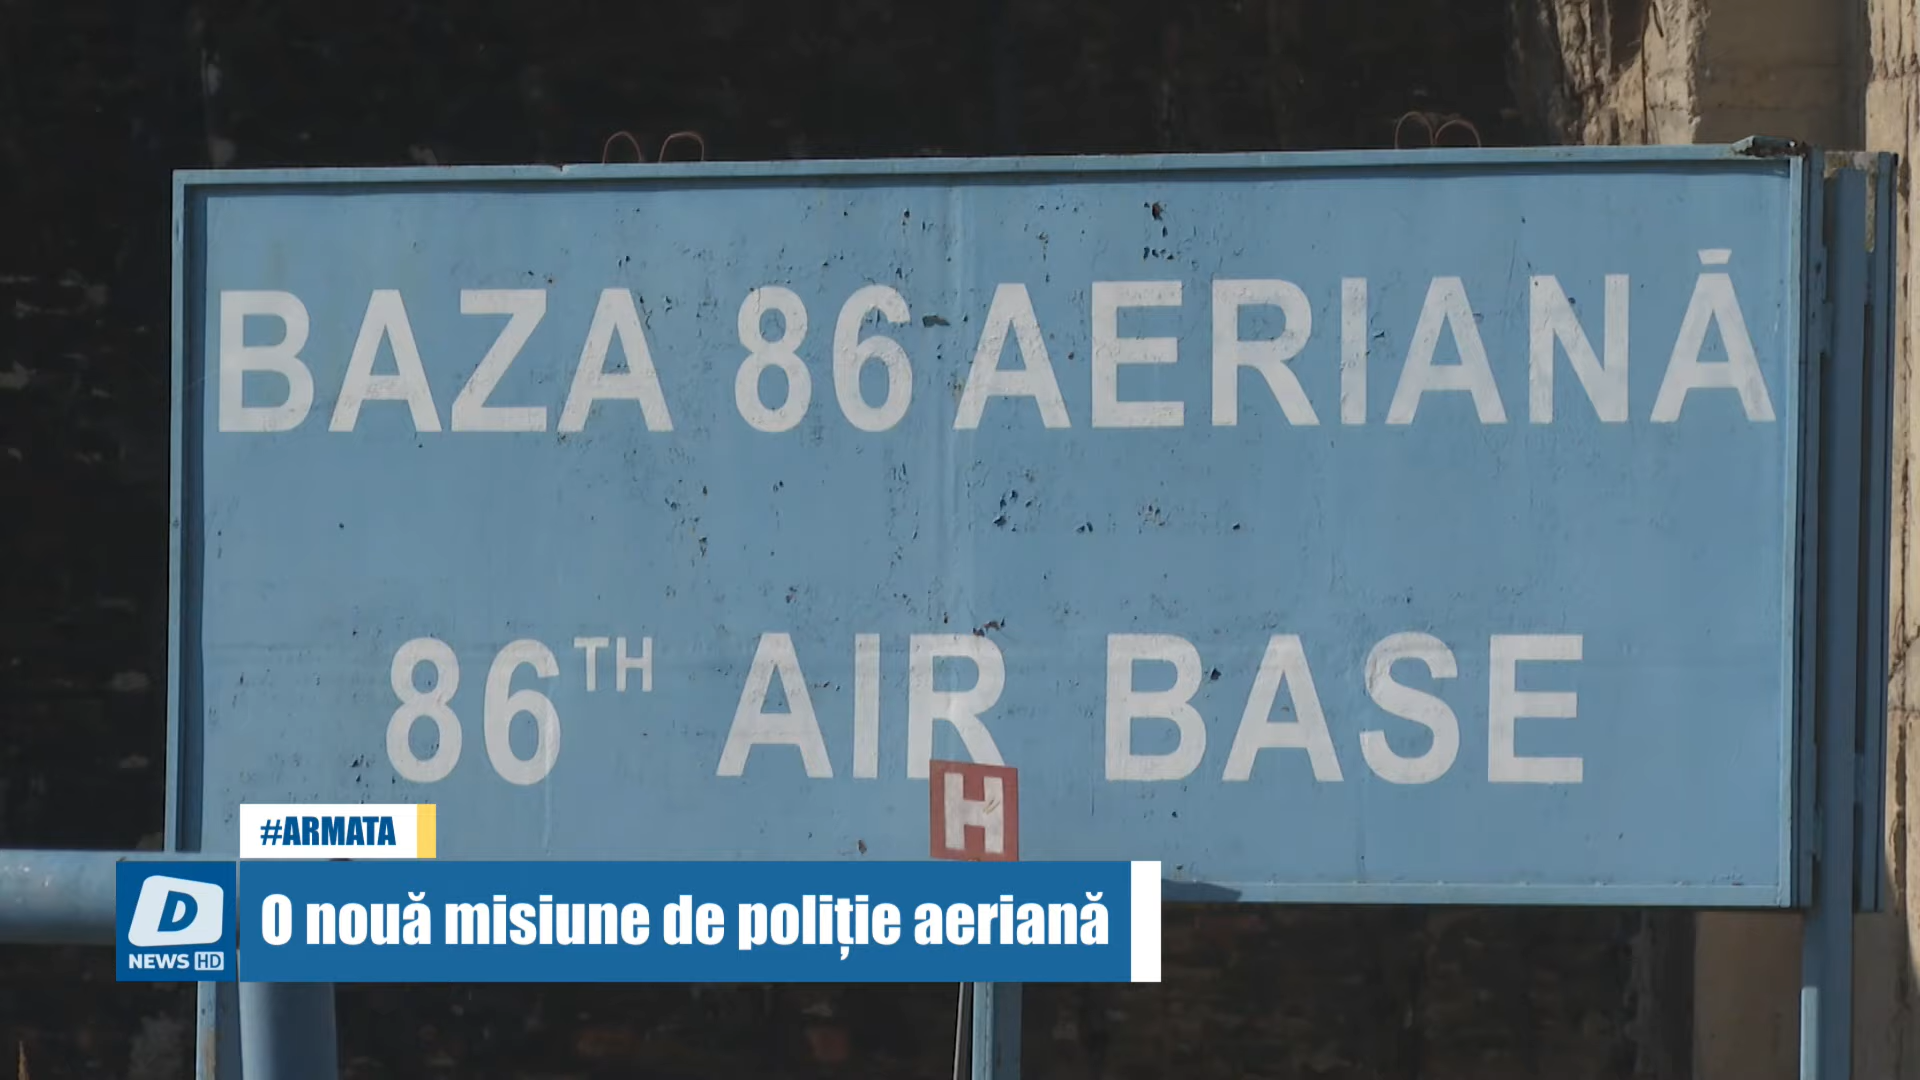 BAZA 86 AERIANĂ
86TH AIR BASE
H
#ARMATA
O nouă misiune de poliție aeriană
D
NEWS HD